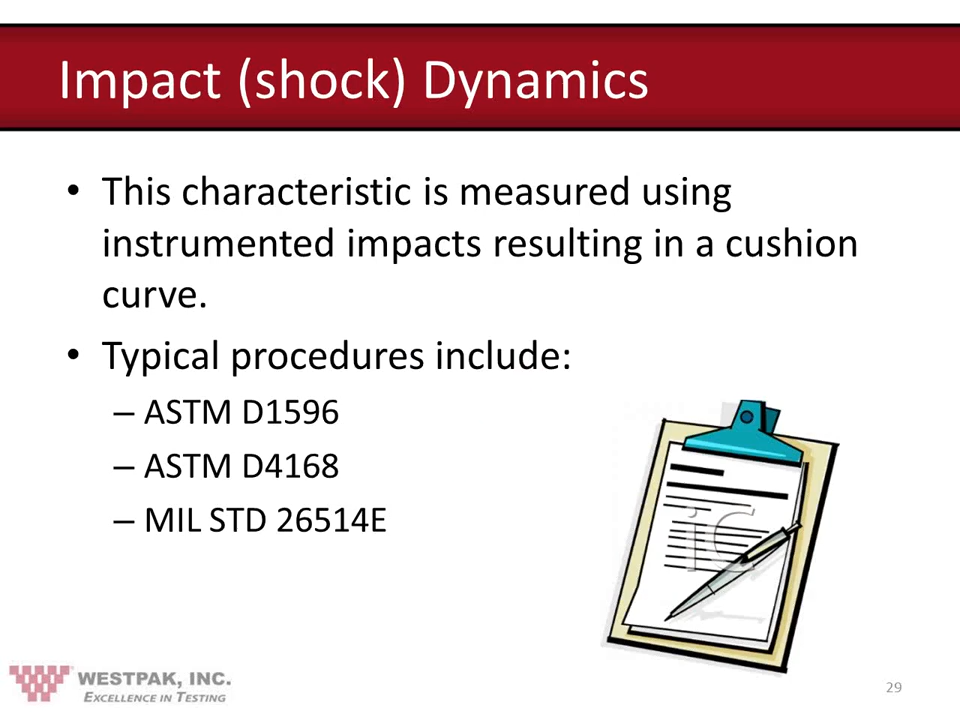 Impact (shock) Dynamics
• This characteristic is measured using
instrumented impacts resulting in a cushion
curve.
• Typical procedures include:
– ASTM D1596
– ASTM D4168
– MIL STD 26514E
iC
WESTPAK, INC.
EXCELLENCE IN TESTING
29